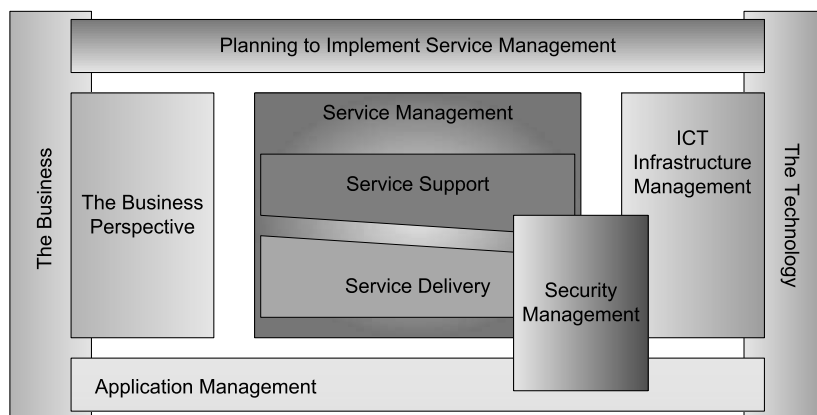 Planning to Implement Service Management
The Business
The Business
Perspective
Service Management
Service Support
Service Delivery
Security
Management
ICT
Infrastructure
Management
The Technology
Application Management